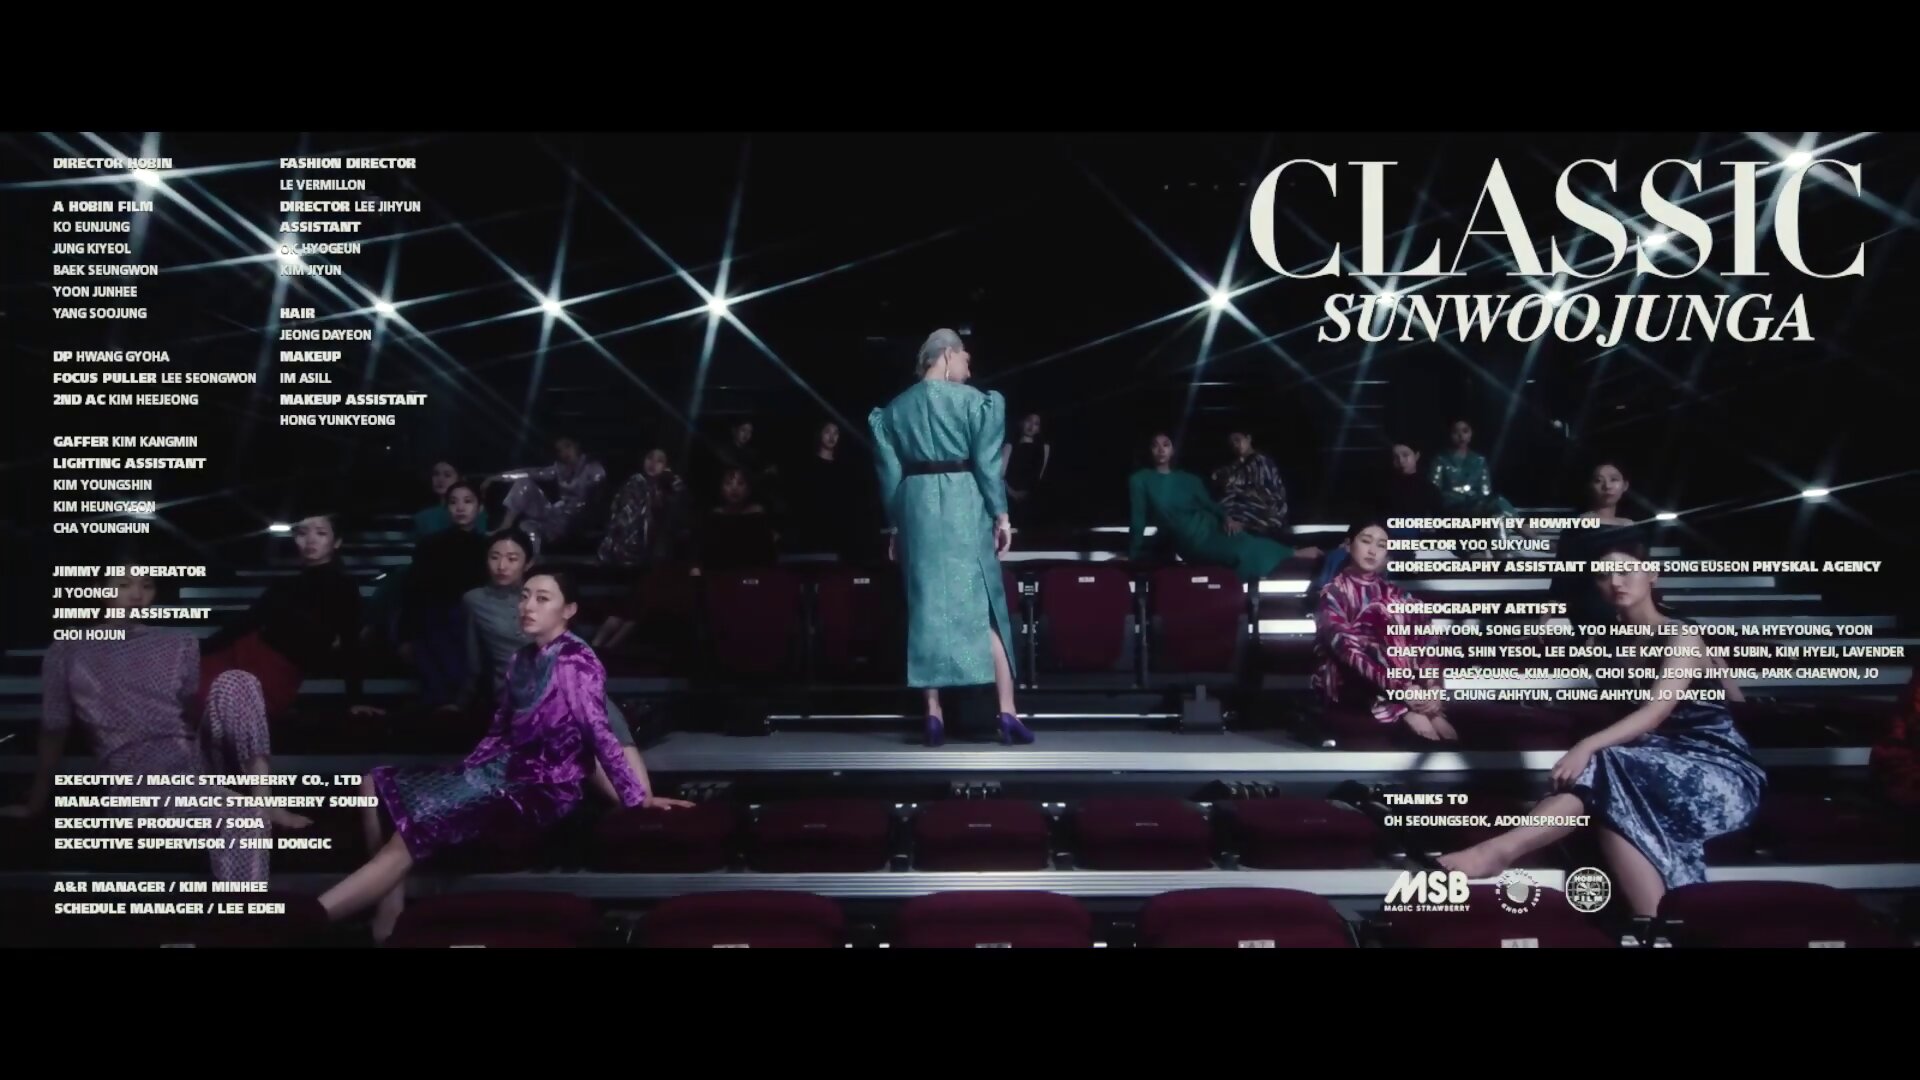 DIRECTOR HOBIN
A HOBIN FILM
KO EUNJUNG
JUNG KIYEOL
BAEK SEUNGWON
YOON JUNHEE
YANG SOOJUNG
DP HWANG GYOHA
FOCUS PULLER LEE SEONGWON
2ND AC KIM HEEJEONG
GAFFER KIM KANGMIN
LIGHTING ASSISTANT
KIM YOUNGSHIN
KIM HEUNGYEON
CHA YOUNGHUN
JIMMY JIB OPERATOR
JI YOONGU
JIMMY JIB ASSISTANT
CHOI HOJUN
EXECUTIVE / MAGIC STRAWBERRY CO., LTD
MANAGEMENT / MAGIC STRAWBERRY SOUND
EXECUTIVE PRODUCER / SODA
EXECUTIVE SUPERVISOR / SHIN DONGIC
A&R MANAGER / KIM MINHEE
SCHEDULE MANAGER / LEE EDEN
FASHION DIRECTOR
LE VERMILLON
DIRECTOR LEE JIHYUN
ASSISTANT
OK HYOGEUN
KIM JIYUN
HAIR
JEONG DAYEON
MAKEUP
IM ASILL
MAKEUP ASSISTANT
HONG YUNKYEONG
CLASSIC
SUNWOOJUNGA
CHOREOGRAPHY BY HOWHYOU
DIRECTOR YOO SUKYUNG
CHOREOGRAPHY ASSISTANT DIRECTOR SONG EUSEON PHYSKAL AGENCY
CHOREOGRAPHY ARTISTS
KIM NAMYOON, SONG EUSEON, YOO HAEUN, LEE SOYOON, NA HYEYOUNG, YOON
CHAEYOUNG, SHIN YESOL, LEE DASOL, LEE KAYOUNG, KIM SUBIN, KIM HYEJI, LAVENDER
HEO, LEE CHAEYOUNG, KIM JIOON, CHOI SORI, JEONG JIHYUNG, PARK CHAEWON, JO
YOONHYE, CHUNG AHHYUN, CHUNG AHHYUN, JO DAYEON
THANKS TO
OH SEOUNGSEOK, ADONISPROJECT
MSB
MAGIC STRAWBERRY
HOBIN
FILM